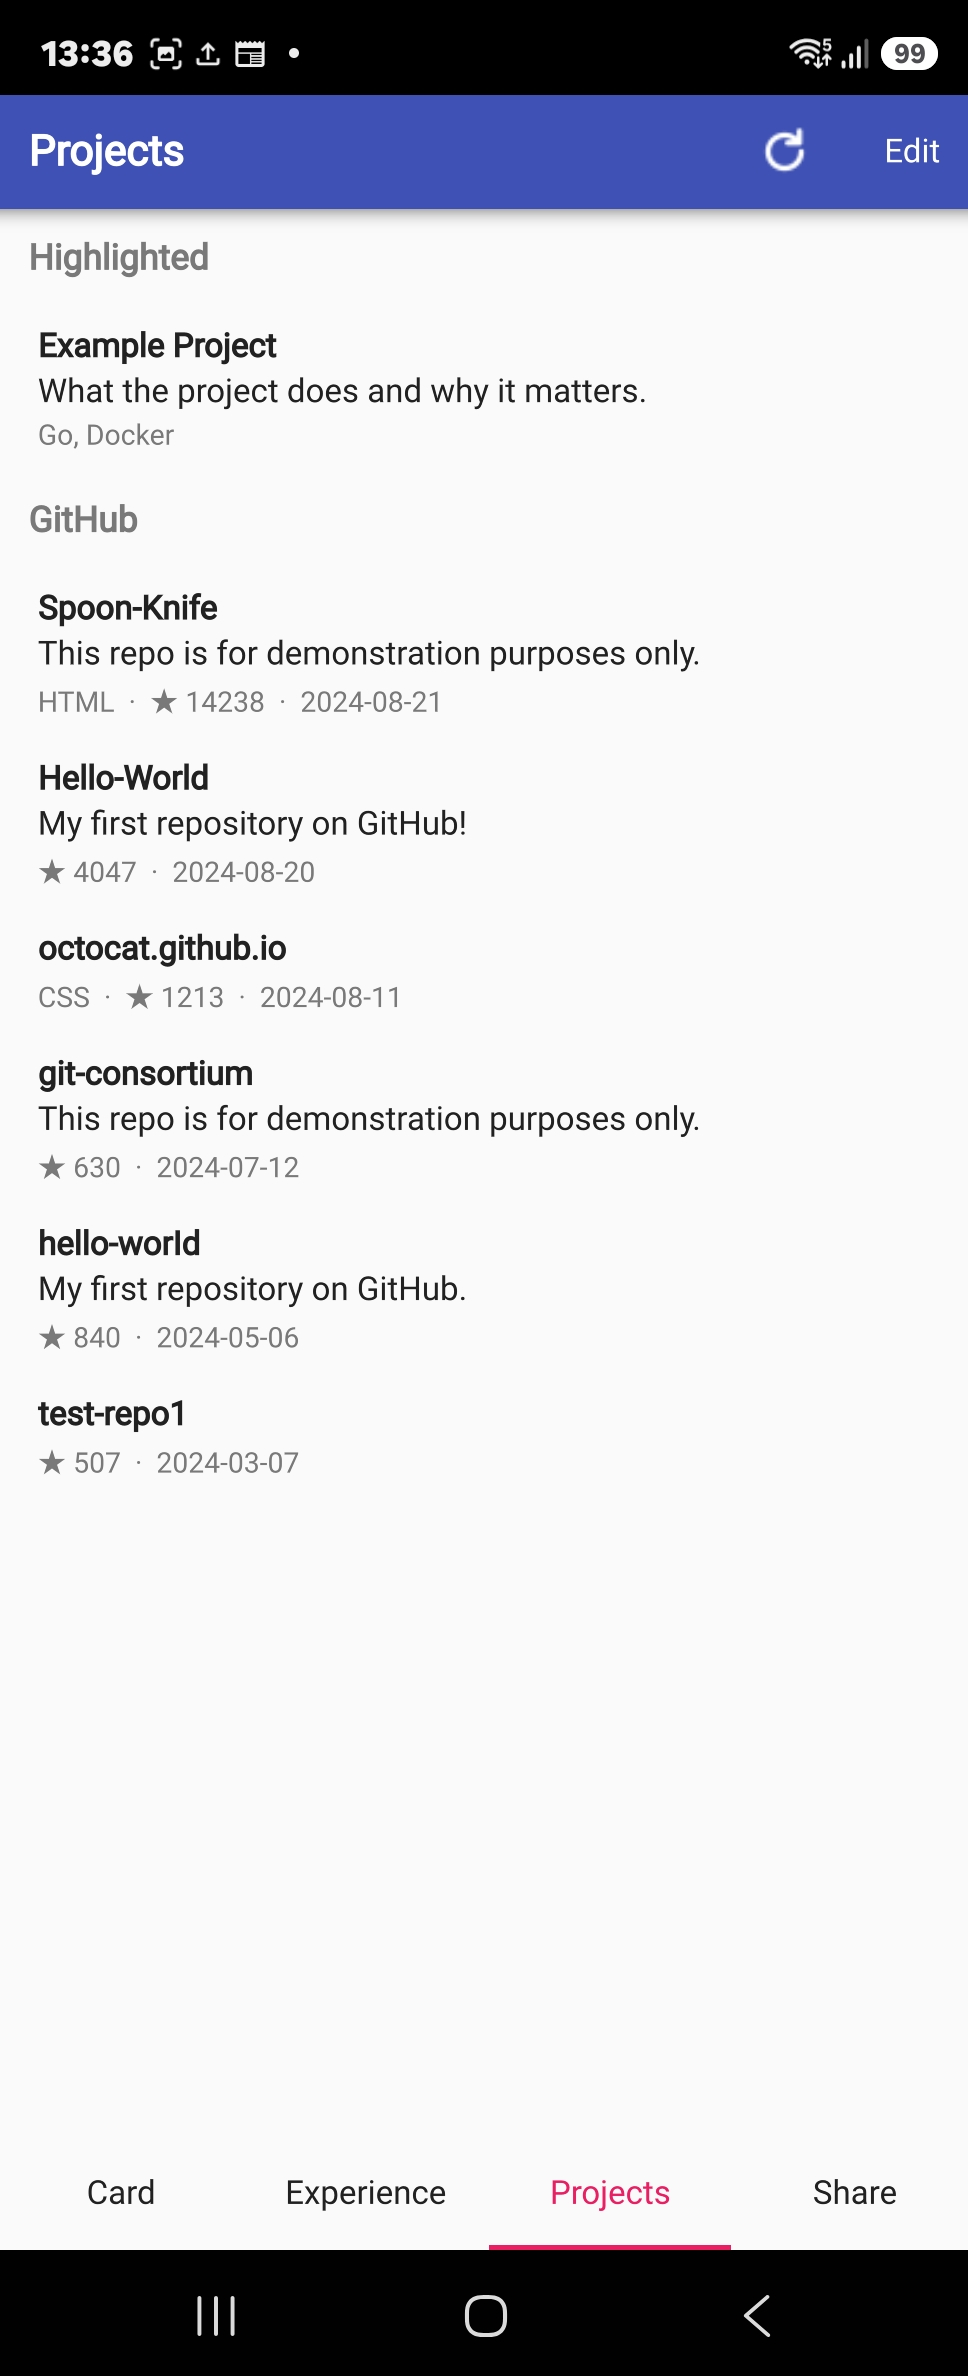 13:36
5
99
Projects
Edit
Highlighted
Example Project
What the project does and why it matters.
Go, Docker
GitHub
Spoon-Knife
This repo is for demonstration purposes only.
HTML · ★ 14238 · 2024-08-21
Hello-World
My first repository on GitHub!
★ 4047 · 2024-08-20
octocat.github.io
CSS · ★ 1213 · 2024-08-11
git-consortium
This repo is for demonstration purposes only.
★ 630 · 2024-07-12
hello-world
My first repository on GitHub.
★ 840 · 2024-05-06
test-repo1
★ 507 · 2024-03-07
Card Experience Projects Share